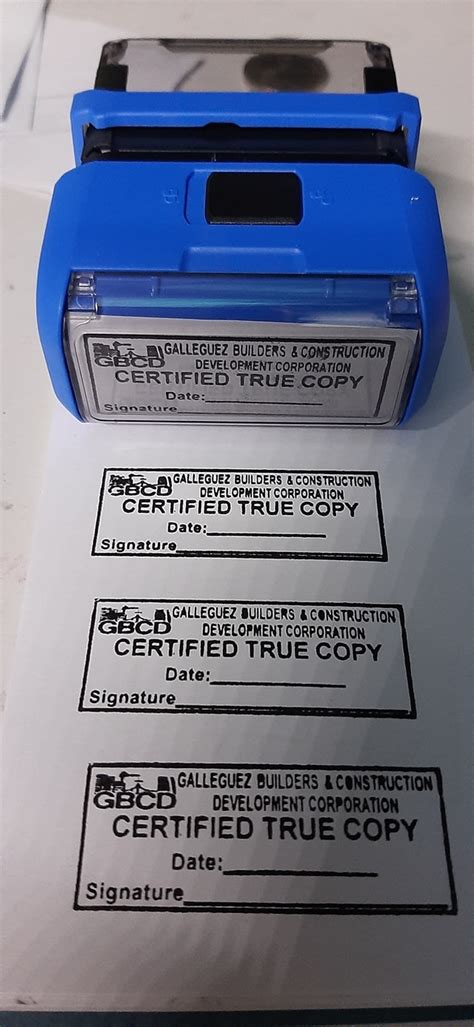 GBCD GALLEGUEZ BUILDERS & CONSTRUCTION
DEVELOPMENT CORPORATION
CERTIFIED TRUE COPY
Date:
Signature
GBCD GALLEGUEZ BUILDERS & CONSTRUCTION
DEVELOPMENT CORPORATION
CERTIFIED TRUE COPY
Date:
Signature
GBCD GALLEGUEZ BUILDERS & CONSTRUCTION
DEVELOPMENT CORPORATION
CERTIFIED TRUE COPY
Date:
Signature
GBCD GALLEGUEZ BUILDERS & CONSTRUCTION
DEVELOPMENT CORPORATION
CERTIFIED TRUE COPY
Date:
Signature